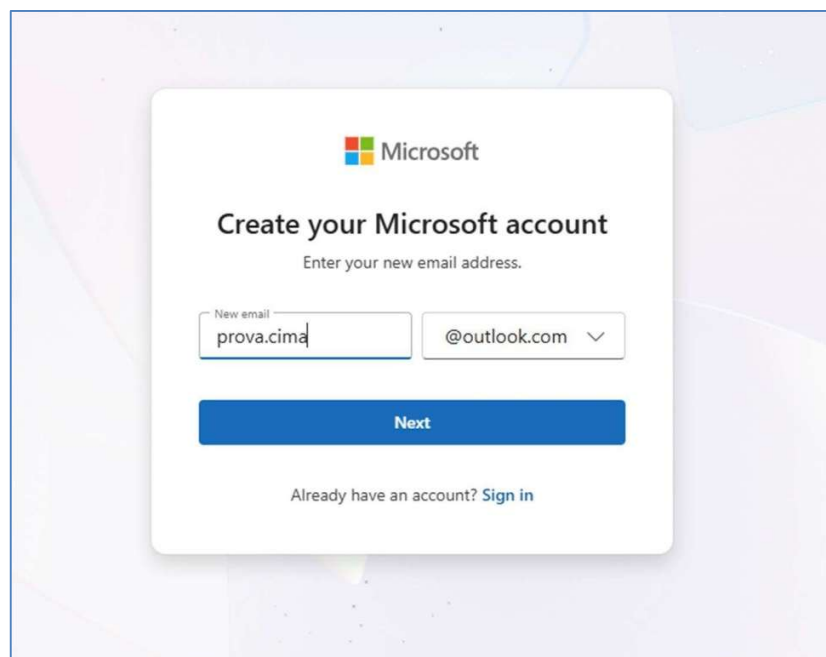 Microsoft
Create your Microsoft account
Enter your new email address.
New email
prova.cima
@outlook.com
Next
Already have an account? Sign in